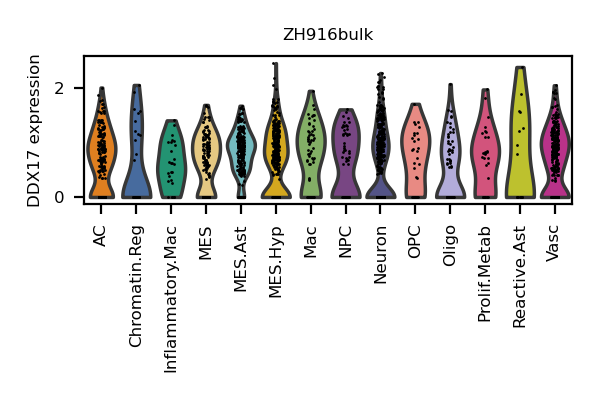 ZH916bulk
DDX17 expression
2
0
AC
Chromatin.Reg
Inflammatory.Mac
MES
MES.Ast
MES.Hyp
Mac
NPC
Neuron
OPC
Oligo
Prolif.Metab
Reactive.Ast
Vasc